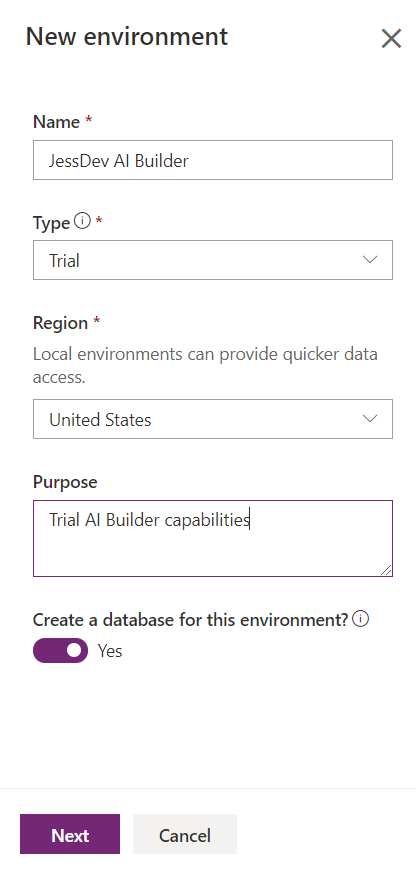 New environment
Name *
JessDev AI Builder
Type *
Trial
Region *
Local environments can provide quicker data
access.
United States
Purpose
Trial AI Builder capabilities
Create a database for this environment?
Yes
Next
Cancel